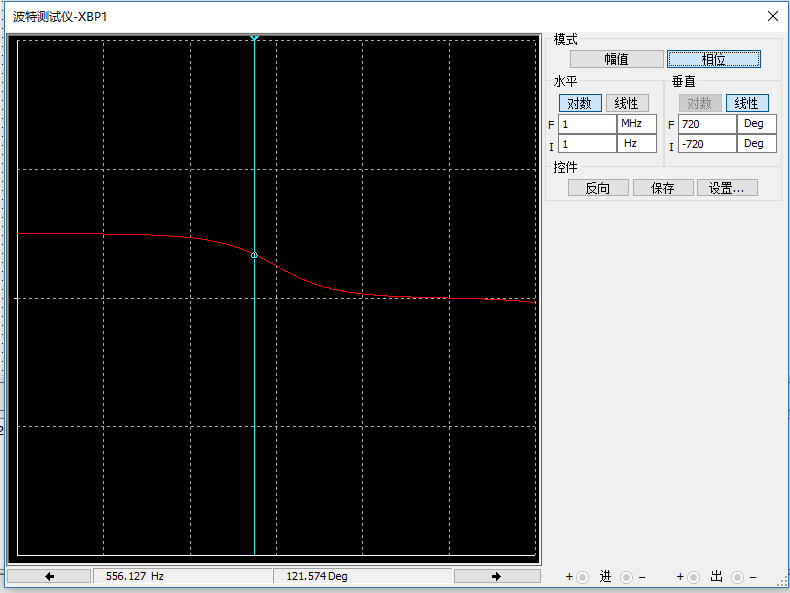 波特测试仪-XBP1
模式
幅值 相位
水平 垂直
对数 线性 对数 线性
F 1 MHz F 720 Deg
I 1 Hz I -720 Deg
控件
反向 保存 设置...
556.127 Hz 121.574 Deg + 进 − + 出 −